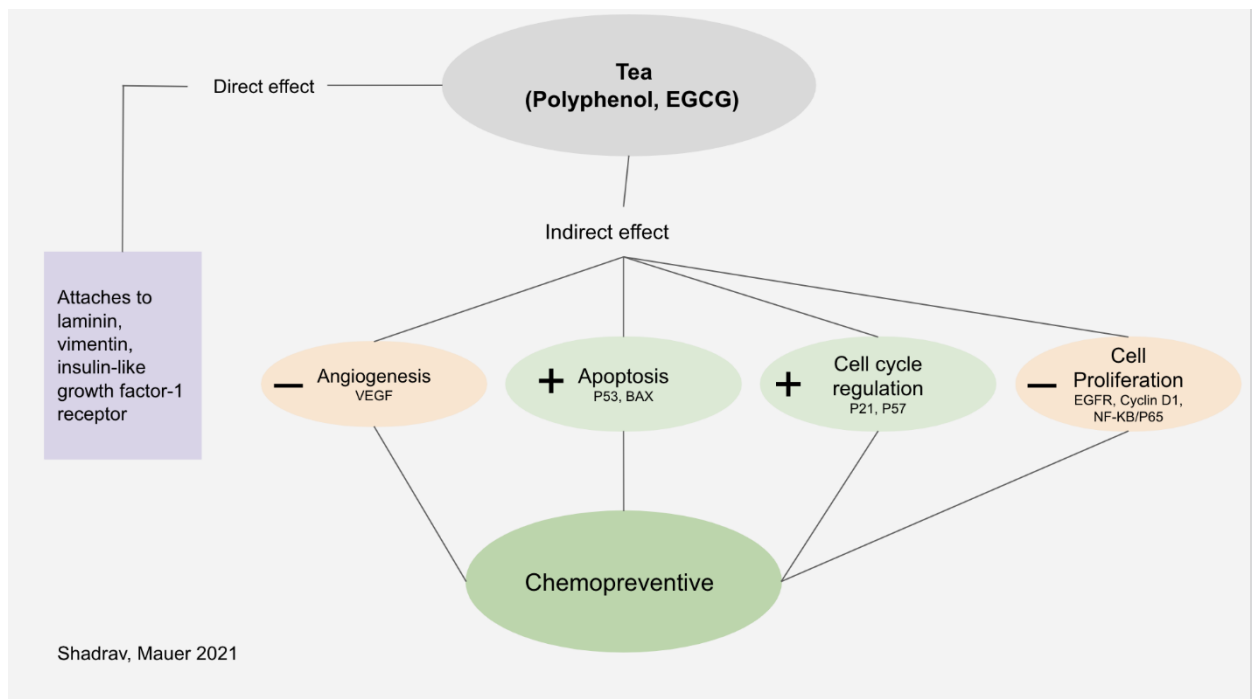 Tea
(Polyphenol, EGCG)
Direct effect
Indirect effect
Attaches to
laminin,
vimentin,
insulin-like
growth factor-1
receptor
− Angiogenesis
VEGF
+ Apoptosis
P53, BAX
+ Cell cycle
regulation
P21, P57
− Cell
Proliferation
EGFR, Cyclin D1,
NF-KB/P65
Chemopreventive
Shadrav, Mauer 2021